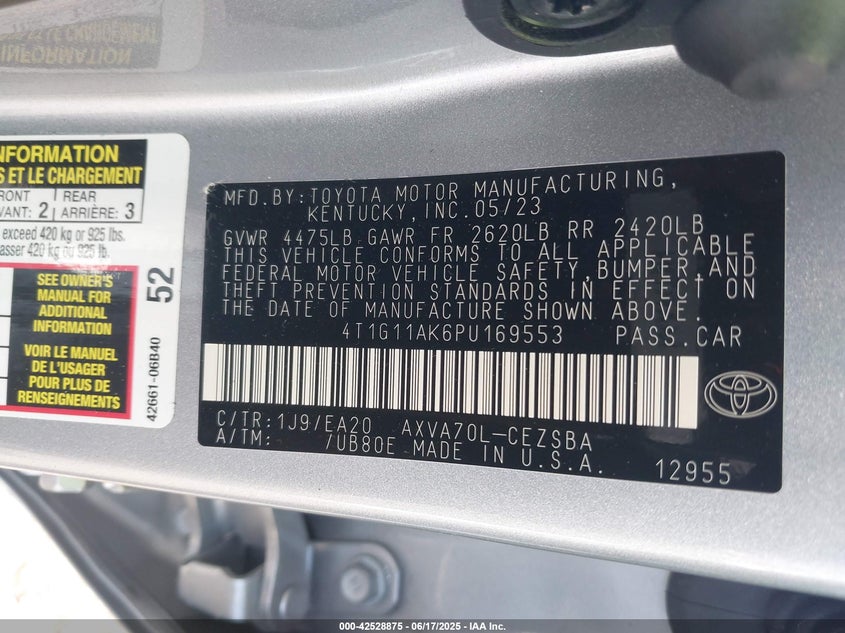 INFORMATION
NFORMATION
S ET LE CHARGEMENT
RONT REAR
VANT: 2 ARRIÈRE: 3
exceed 420 kg or 925 lbs.
asser 420 kg ou 925 lb.
SEE OWNER'S
MANUAL FOR
ADDITIONAL
INFORMATION
VOIR LE MANUEL
DE L'USAGER
POUR PLUS DE
RENSEIGNEMENTS
52
42661-06B40
MFD.BY:TOYOTA MOTOR MANUFACTURING,
KENTUCKY, INC.05/23
GVWR 4475LB GAWR FR 2620LB RR 2420LB
THIS VEHICLE CONFORMS TO ALL APPLICABLE
FEDERAL MOTOR VEHICLE SAFETY,BUMPER,AND
THEFT PREVENTION STANDARDS IN EFFECT ON
THE DATE OF MANUFACTURE SHOWN ABOVE.
4T1G11AK6PU169553 PASS.CAR
C/TR:1J9/EA20 AXVA70L-CEZSBA
A/TM: /UB80E MADE IN U.S.A.
12955
000-42528875 - 06/17/2025 - IAA Inc.